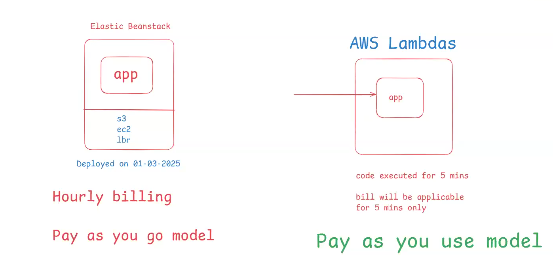 Elastic Beanstack
app
s3
ec2
lbr
Deployed on 01-03-2025
Hourly billing
Pay as you go model
AWS Lambdas
app
code executed for 5 mins
bill will be applicable
for 5 mins only
Pay as you use model